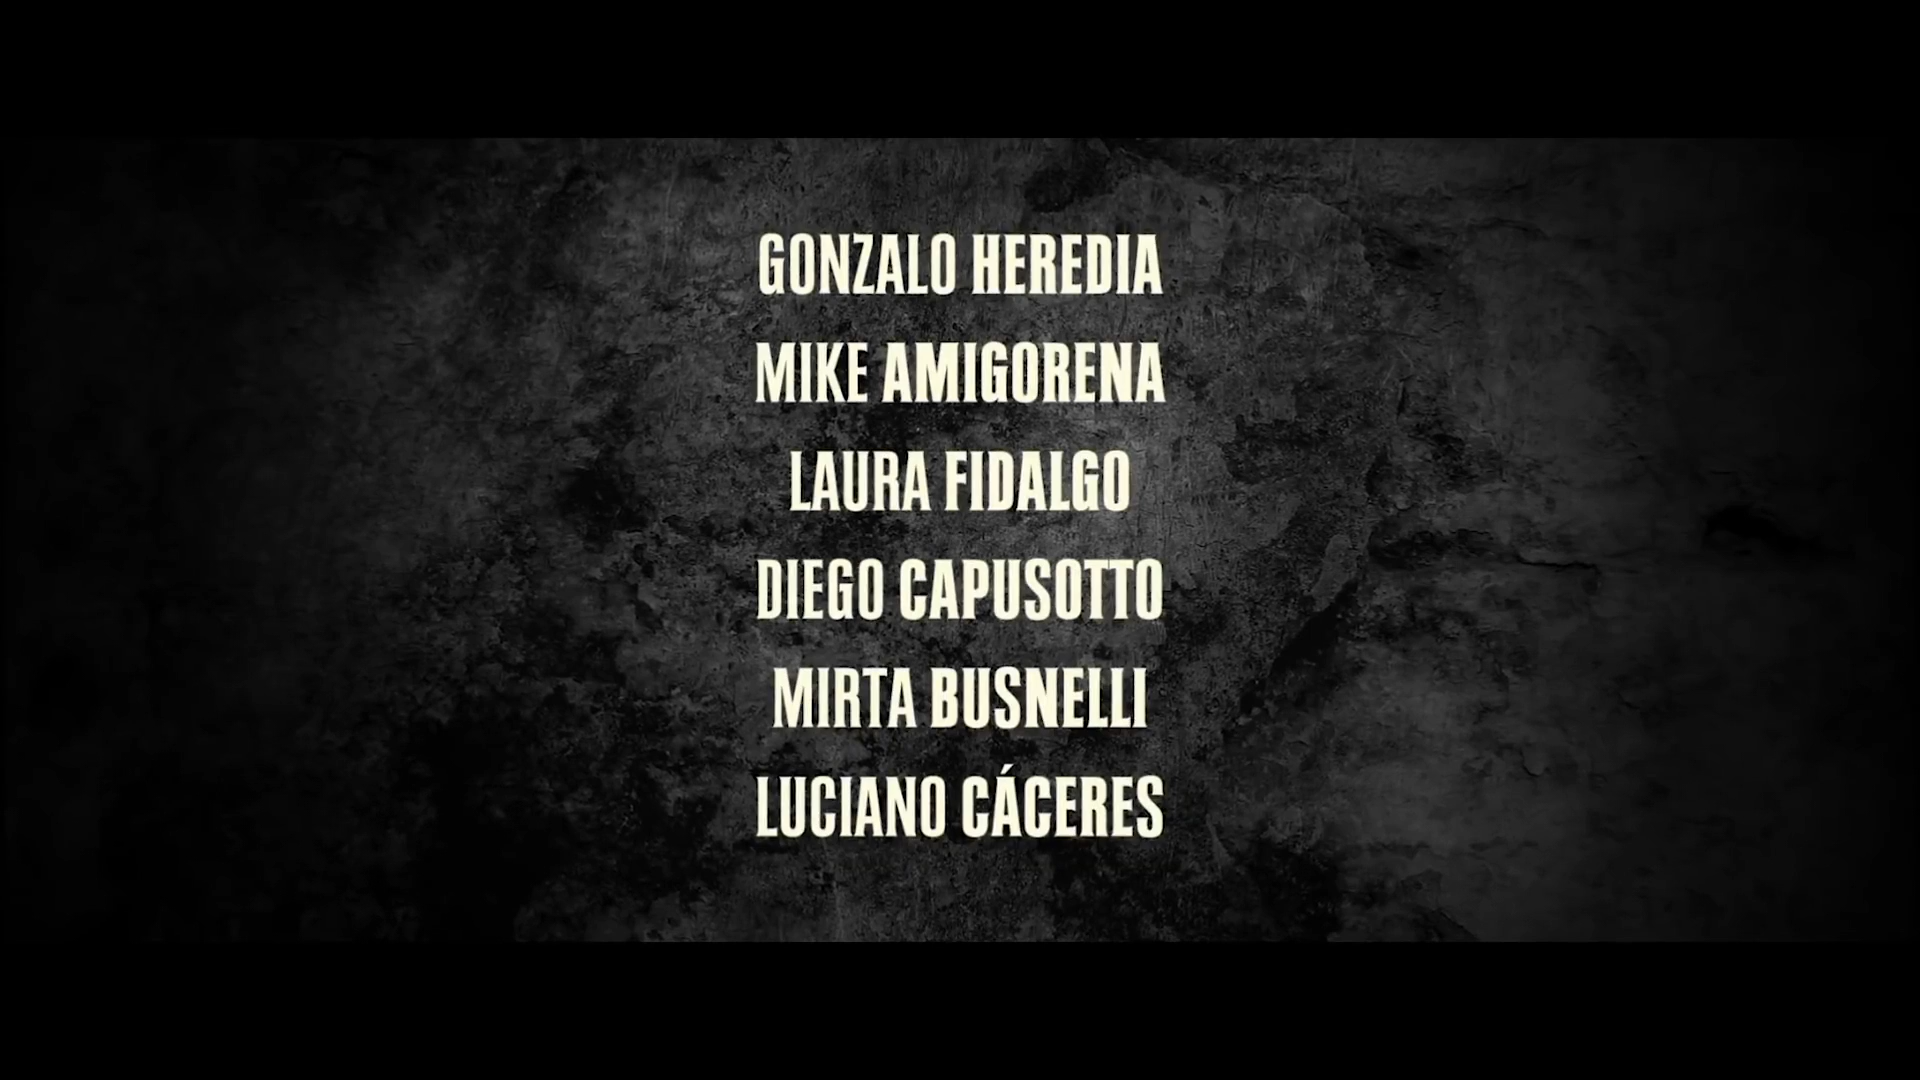 GONZALO HEREDIA
MIKE AMIGORENA
LAURA FIDALGO
DIEGO CAPUSOTTO
MIRTA BUSNELLI
LUCIANO CÁCERES